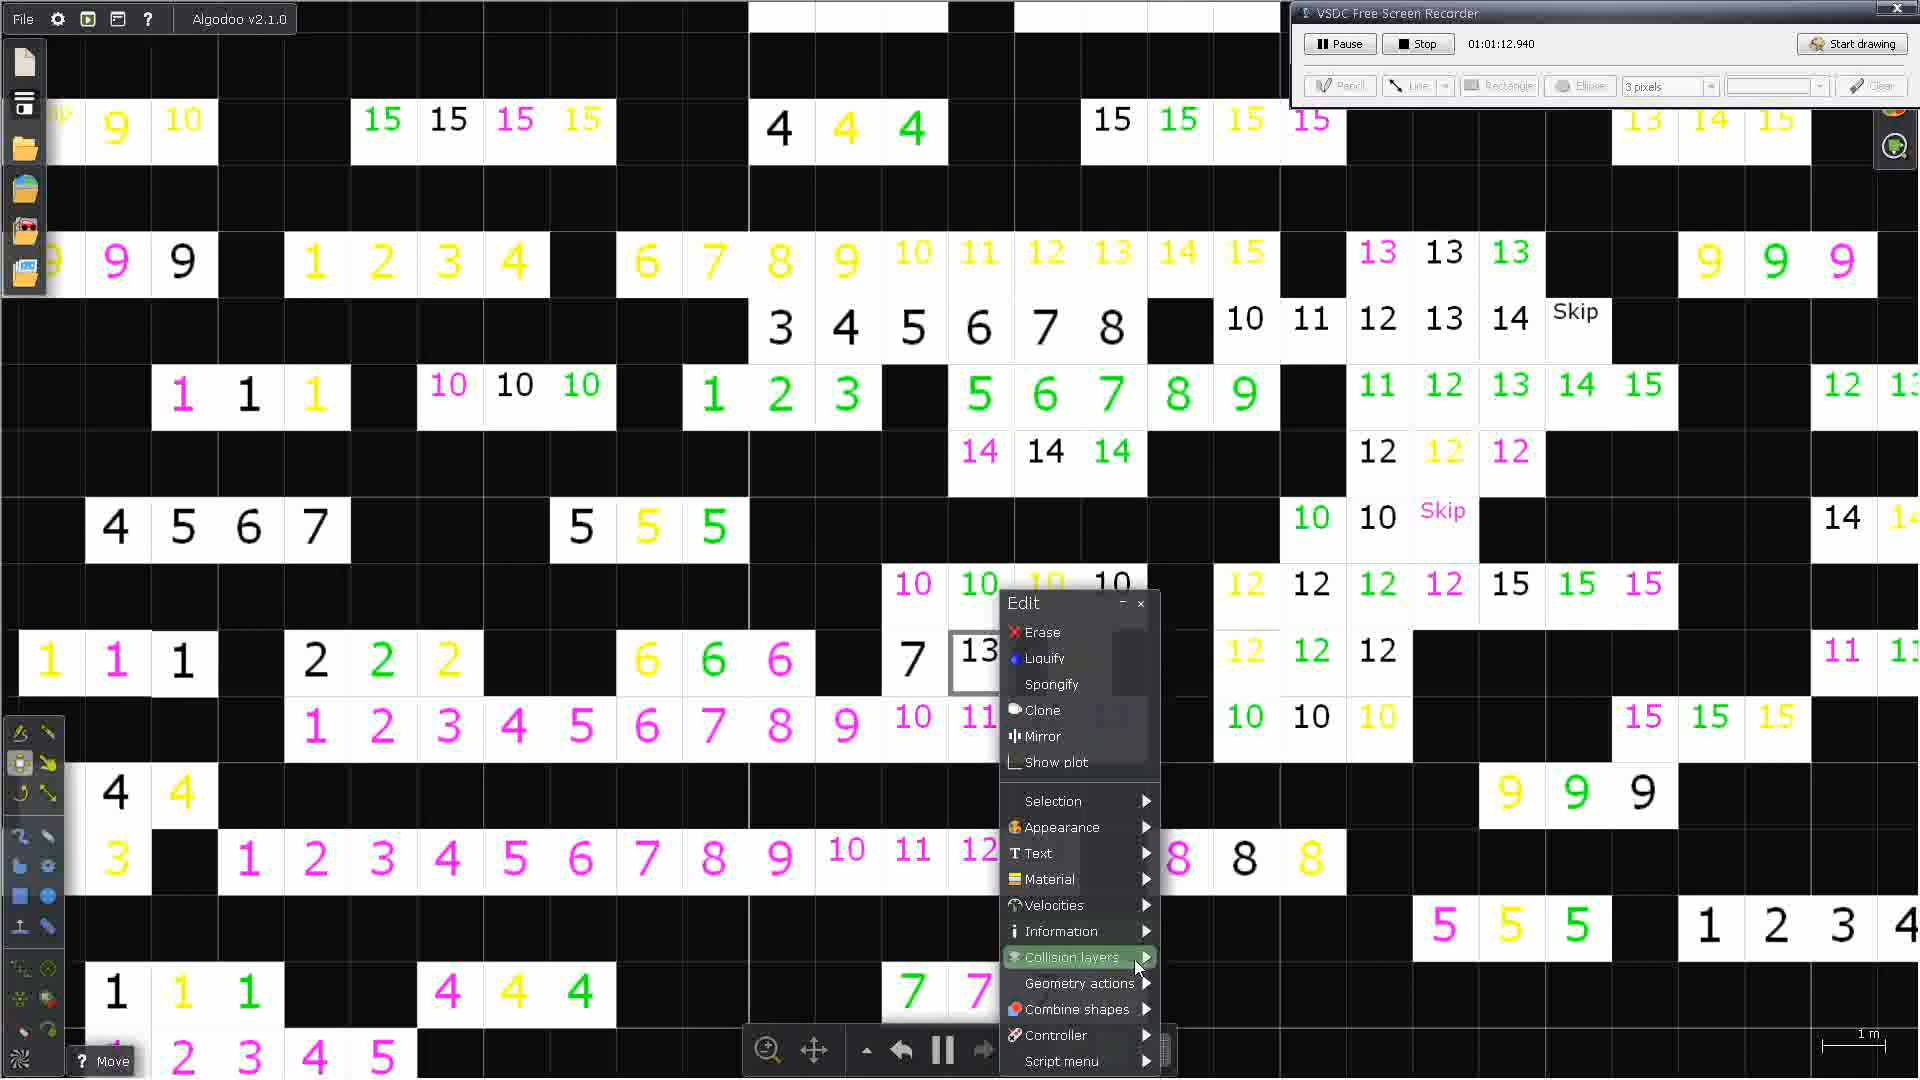 File ? Algodoo v2.1.0
VSDC Free Screen Recorder
Pause Stop 01:01:12.940 Start drawing
Pencil Line Rectangle Ellipse 3 pixels Clear
9 10 15 15 15 15 4 4 4 15 15 15 15 13 14 15
9 9 9 1 2 3 4 6 7 8 9 10 11 12 13 14 15 13 13 13 9 9 9
3 4 5 6 7 8 10 11 12 13 14 Skip
1 1 1 10 10 10 1 2 3 5 6 7 8 9 11 12 13 14 15 12 13
14 14 14 12 12 12
4 5 6 7 5 5 5 10 10 Skip 14 14
10 10 10 10 12 12 12 12 15 15 15
1 1 1 2 2 2 6 6 6 7 13 12 12 12 11 11
1 2 3 4 5 6 7 8 9 10 11 10 10 10 15 15 15
4 4 9 9 9
3 1 2 3 4 5 6 7 8 9 10 11 12 8 8 8
5 5 5 1 2 3 4
1 1 1 4 4 4 7 7
2 3 4 5
Edit
Erase
Liquify
Spongify
Clone
Mirror
Show plot
Selection
Appearance
Text
Material
Velocities
Information
Collision layers
Geometry actions
Combine shapes
Controller
Script menu
? Move
1 m